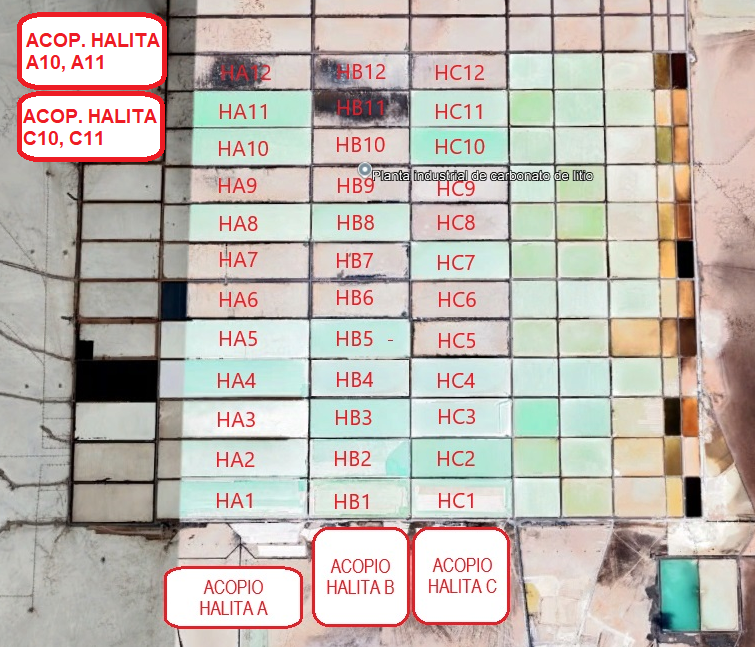 ACOP. HALITA
A10, A11
ACOP. HALITA
C10, C11
HA12 HB12 HC12
HA11 HB11 HC11
HA10 HB10 HC10
Planta industrial de carbonato de litio
HA9 HB9 HC9
HA8 HB8 HC8
HA7 HB7 HC7
HA6 HB6 HC6
HA5 HB5 - HC5
HA4 HB4 HC4
HA3 HB3 HC3
HA2 HB2 HC2
HA1 HB1 HC1
ACOPIO
HALITA A
ACOPIO
HALITA B
ACOPIO
HALITA C